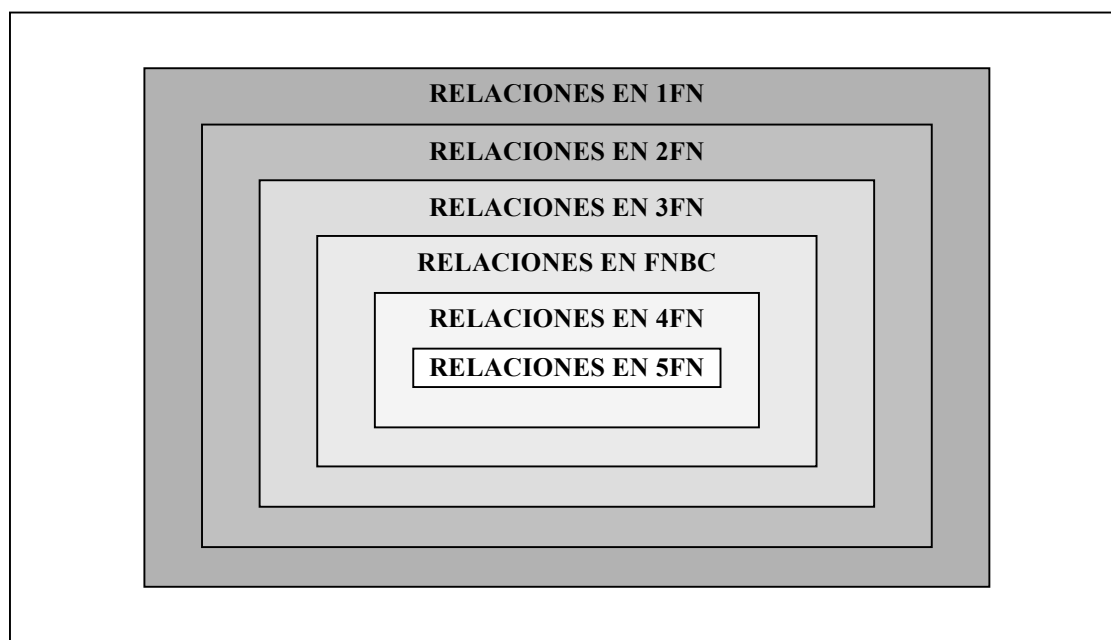 RELACIONES EN 1FN
RELACIONES EN 2FN
RELACIONES EN 3FN
RELACIONES EN FNBC
RELACIONES EN 4FN
RELACIONES EN 5FN